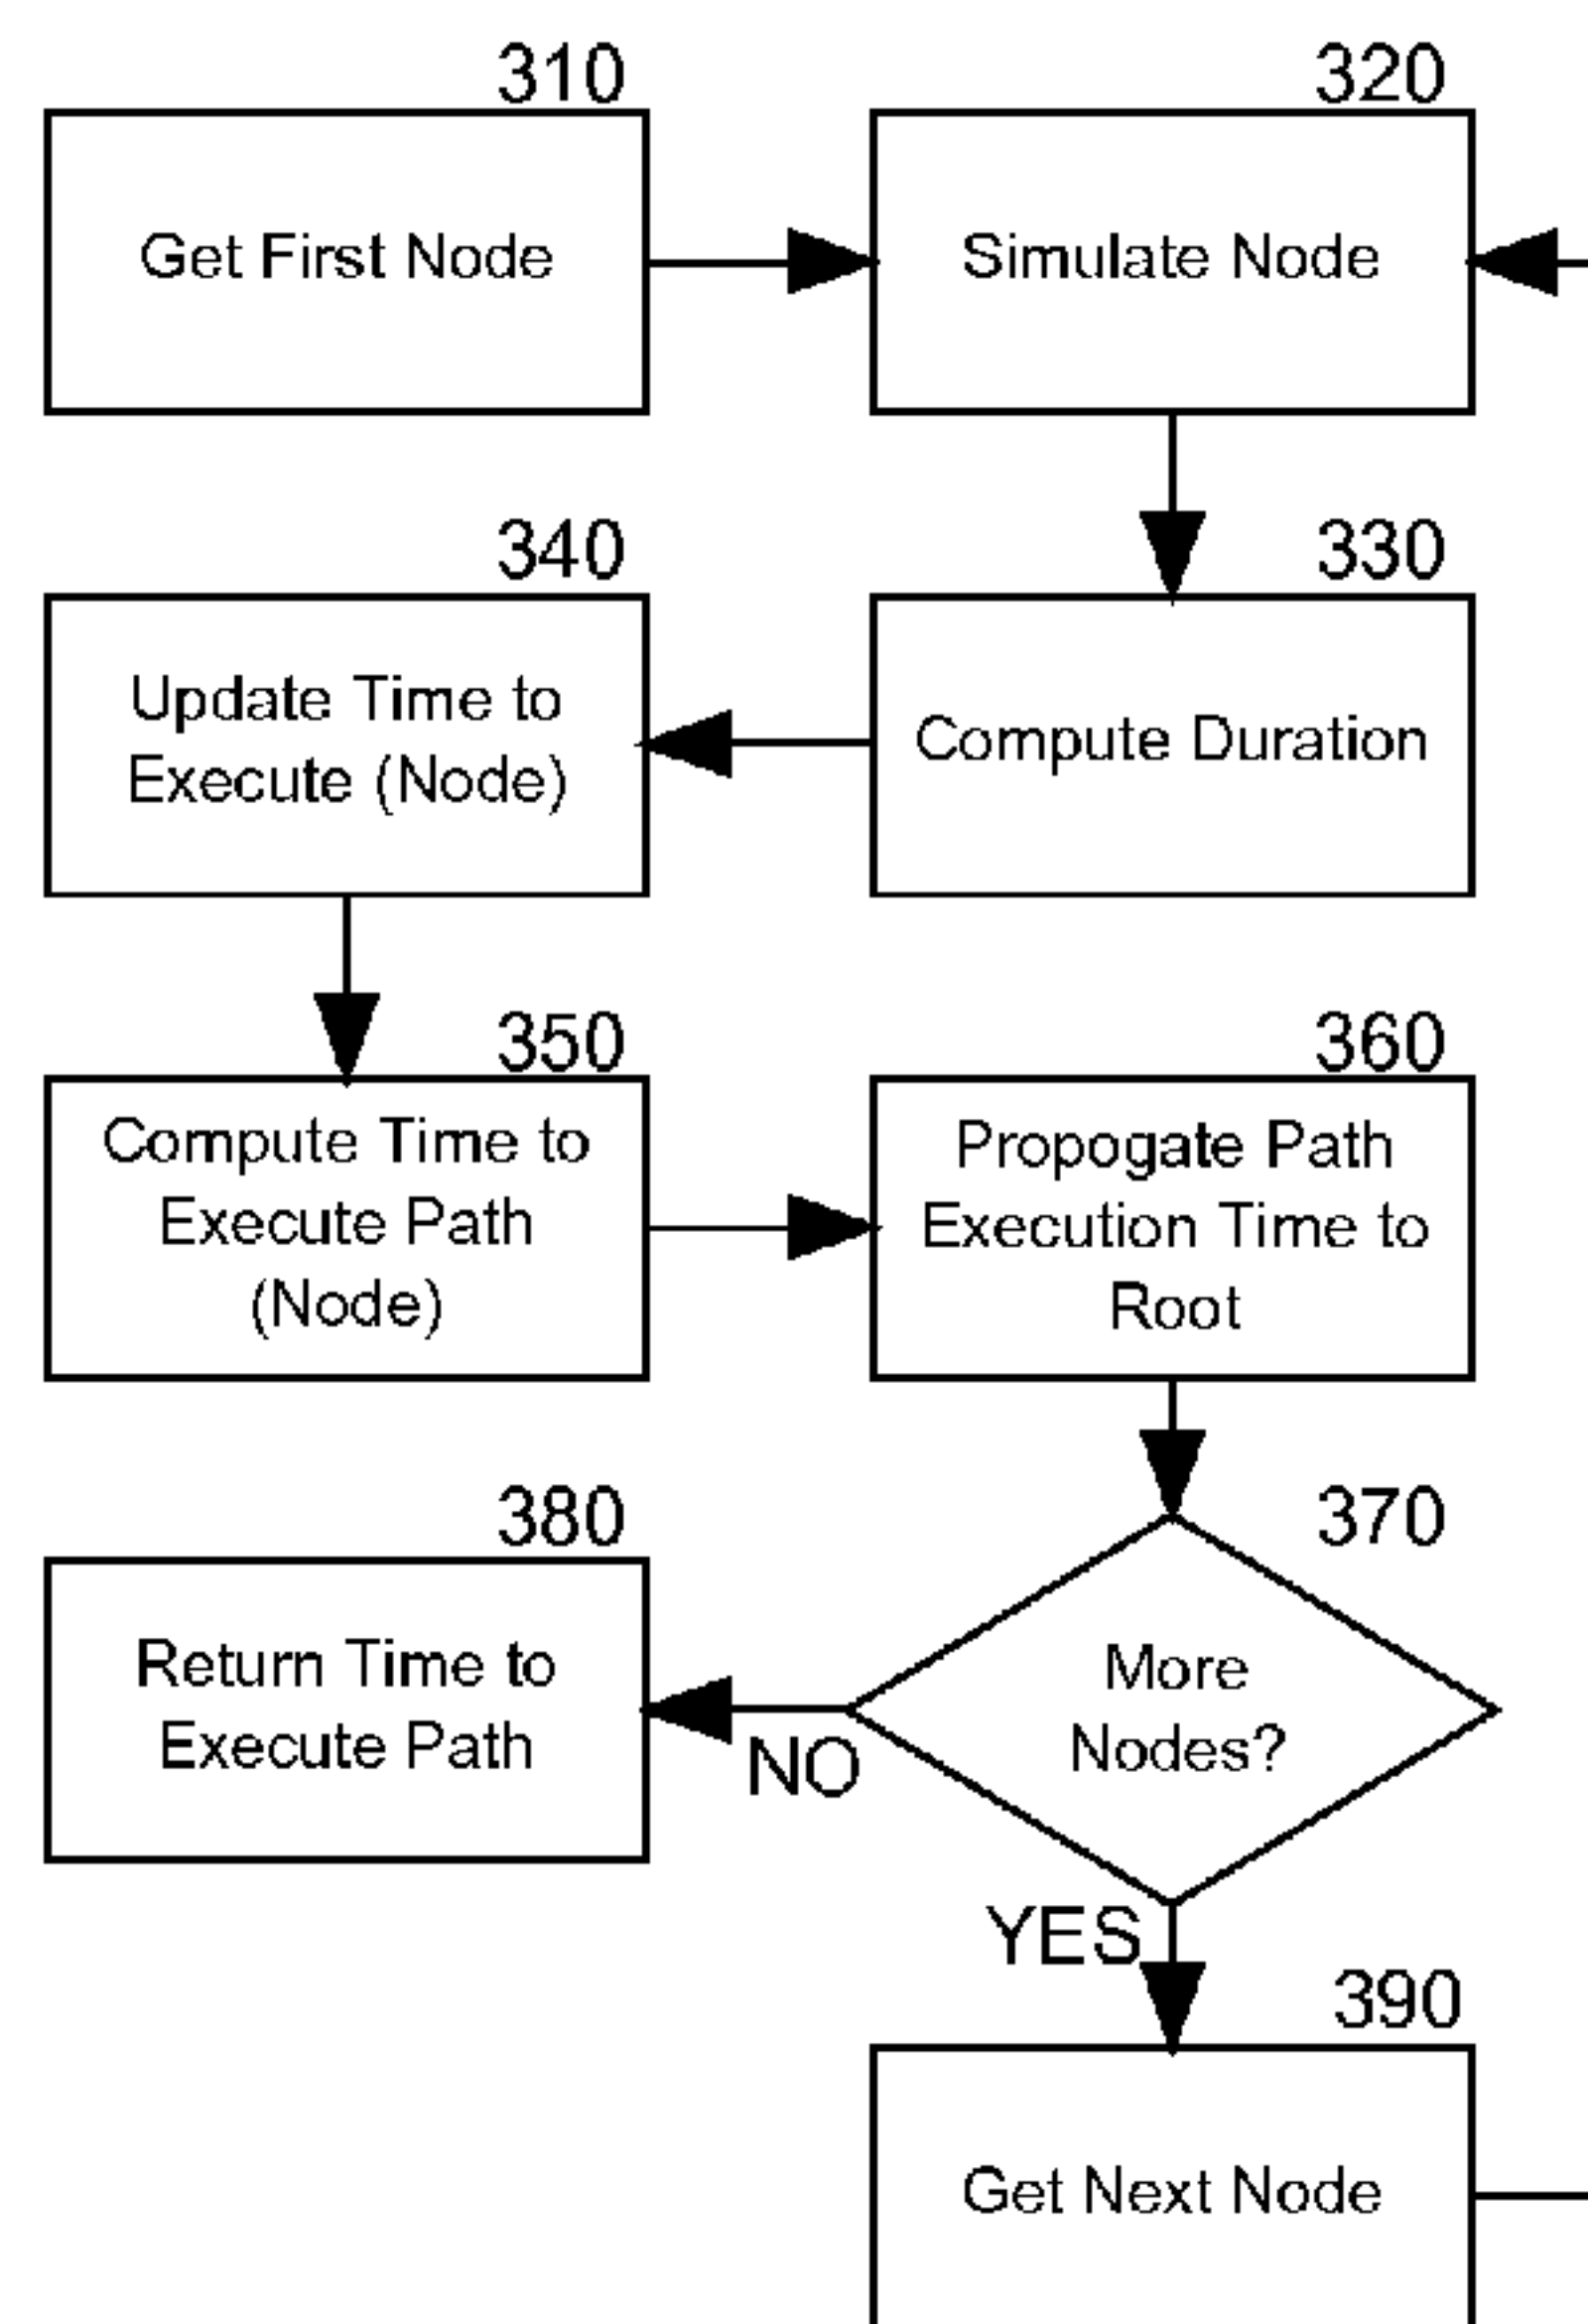 310
Get First Node
320
Simulate Node
330
Compute Duration
340
Update Time to
Execute (Node)
350
Compute Time to
Execute Path
(Node)
360
Propogate Path
Execution Time to
Root
370
More
Nodes?
NO
380
Return Time to
Execute Path
YES
390
Get Next Node